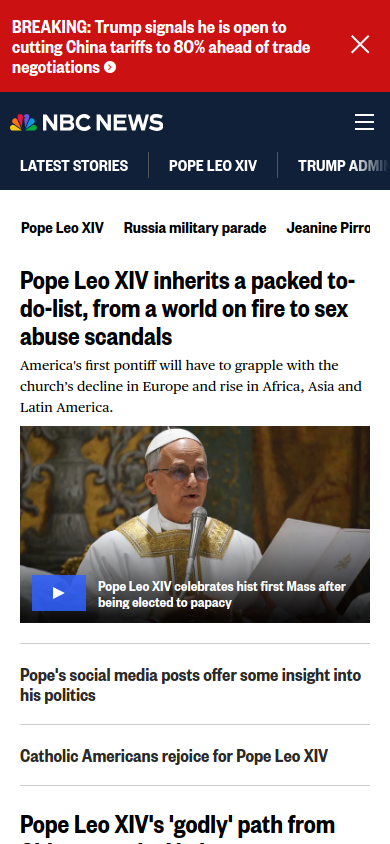 BREAKING: Trump signals he is open to
cutting China tariffs to 80% ahead of trade
negotiations
NBC NEWS
LATEST STORIES
POPE LEO XIV
TRUMP ADMIN
Pope Leo XIV
Russia military parade
Jeanine Pirro
Pope Leo XIV inherits a packed to-
do-list, from a world on fire to sex
abuse scandals
America's first pontiff will have to grapple with the
church's decline in Europe and rise in Africa, Asia and
Latin America.
Pope Leo XIV celebrates hist first Mass after
being elected to papacy
Pope's social media posts offer some insight into
his politics
Catholic Americans rejoice for Pope Leo XIV
Pope Leo XIV's 'godly' path from